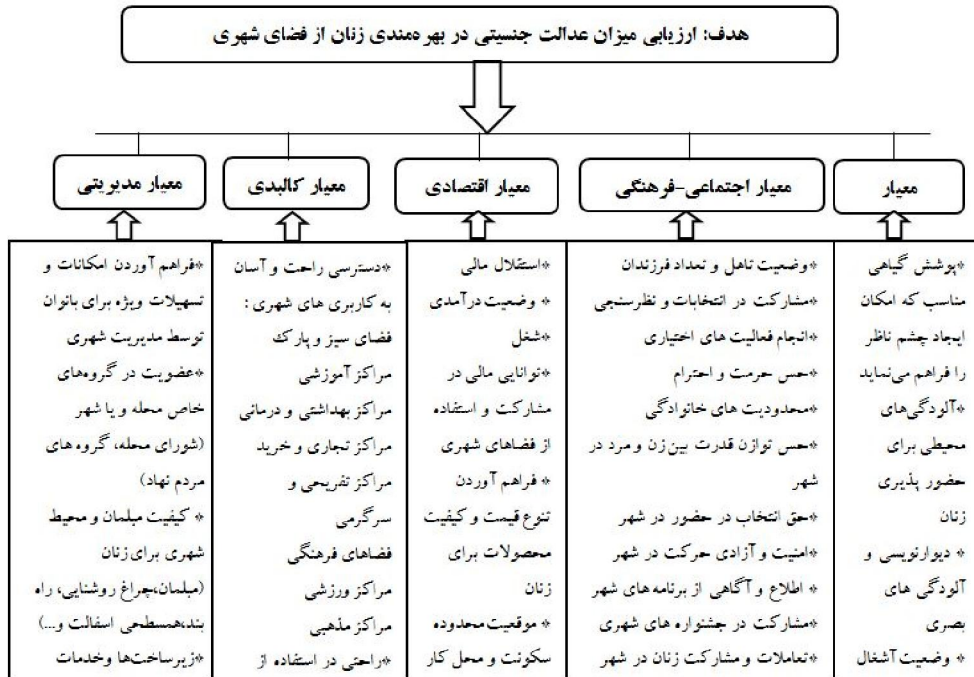 هدف: ارزیابی میزان عدالت جنسیتی در بهره‌مندی زنان از فضای شهری
معیار
معیار اجتماعی-فرهنگی
معیار اقتصادی
معیار کالبدی
معیار مدیریتی
*پوشش گیاهی
مناسب که امکان
ایجاد چشم ناظر
را فراهم می‌نماید
*آلودگی‌های
محیطی برای
حضور پذیری
زنان
* دیوارنویسی و
آلودگی های
بصری
* وضعیت آشغال
*وضعیت تاهل و تعداد فرزندان
*مشارکت در انتخابات و نظرسنجی
*انجام فعالیت های اختیاری
*حس حرمت و احترام
*محدودیت های خانوادگی
*حس توازن قدرت بین زن و مرد در
شهر
*حق انتخاب در حضور در شهر
*امنیت و آزادی حرکت در شهر
* اطلاع و آگاهی از برنامه های شهر
*مشارکت در جشنواره های شهری
*تعاملات و مشارکت زنان در شهر
*استقلال مالی
* وضعیت درآمدی
*شغل
*توانایی مالی در
مشارکت و استفاده
از فضاهای شهری
* فراهم آوردن
تنوع قیمت و کیفیت
محصولات برای
زنان
* موقعیت محدوده
سکونت و محل کار
*دسترسی راحت و آسان
به کاربری های شهری :
فضای سبز و پارک
مراکز آموزشی
مراکز بهداشتی و درمانی
مراکز تجاری و خرید
مراکز تفریحی و
سرگرمی
فضاهای فرهنگی
مراکز ورزشی
مراکز مذهبی
*راحتی در استفاده از
*فراهم آوردن امکانات و
تسهیلات ویژه برای بانوان
توسط مدیریت شهری
*عضویت در گروه‌های
خاص محله و یا شهر
(شورای محله، گروه های
مردم نهاد)
* کیفیت مبلمان و محیط
شهری برای زنان
(مبلمان،چراغ روشنایی، راه
بند،همسطحی اسفالت و...)
*زیرساخت‌ها وخدمات